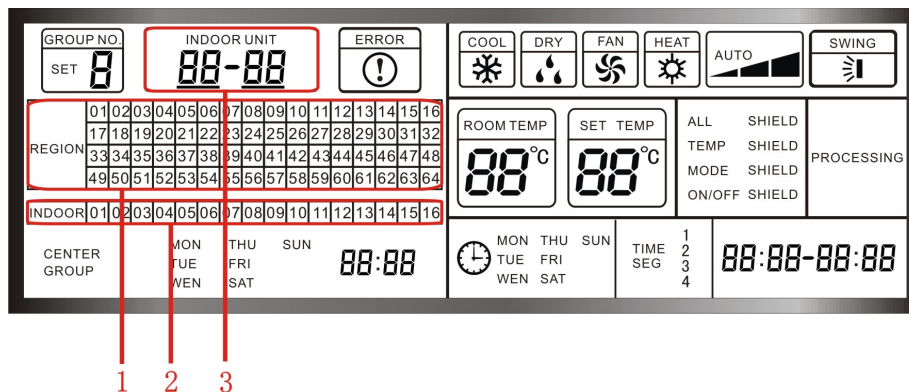 GROUP NO. INDOOR UNIT ERROR COOL DRY FAN HEAT AUTO SWING
SET 8 88-88
REGION
01 02 03 04 05 06 07 08 09 10 11 12 13 14 15 16
17 18 19 20 21 22 23 24 25 26 27 28 29 30 31 32
33 34 35 36 37 38 39 40 41 42 43 44 45 46 47 48
49 50 51 52 53 54 55 56 57 58 59 60 61 62 63 64
INDOOR 01 02 03 04 05 06 07 08 09 10 11 12 13 14 15 16
ROOM TEMP SET TEMP
88°C 88°C
ALL SHIELD
TEMP SHIELD
MODE SHIELD
ON/OFF SHIELD
PROCESSING
CENTER
GROUP
MON THU SUN
TUE FRI
WEN SAT
88:88
MON THU SUN
TUE FRI
WEN SAT
TIME
SEG
1
2
3
4
88:88-88:88
1 2 3